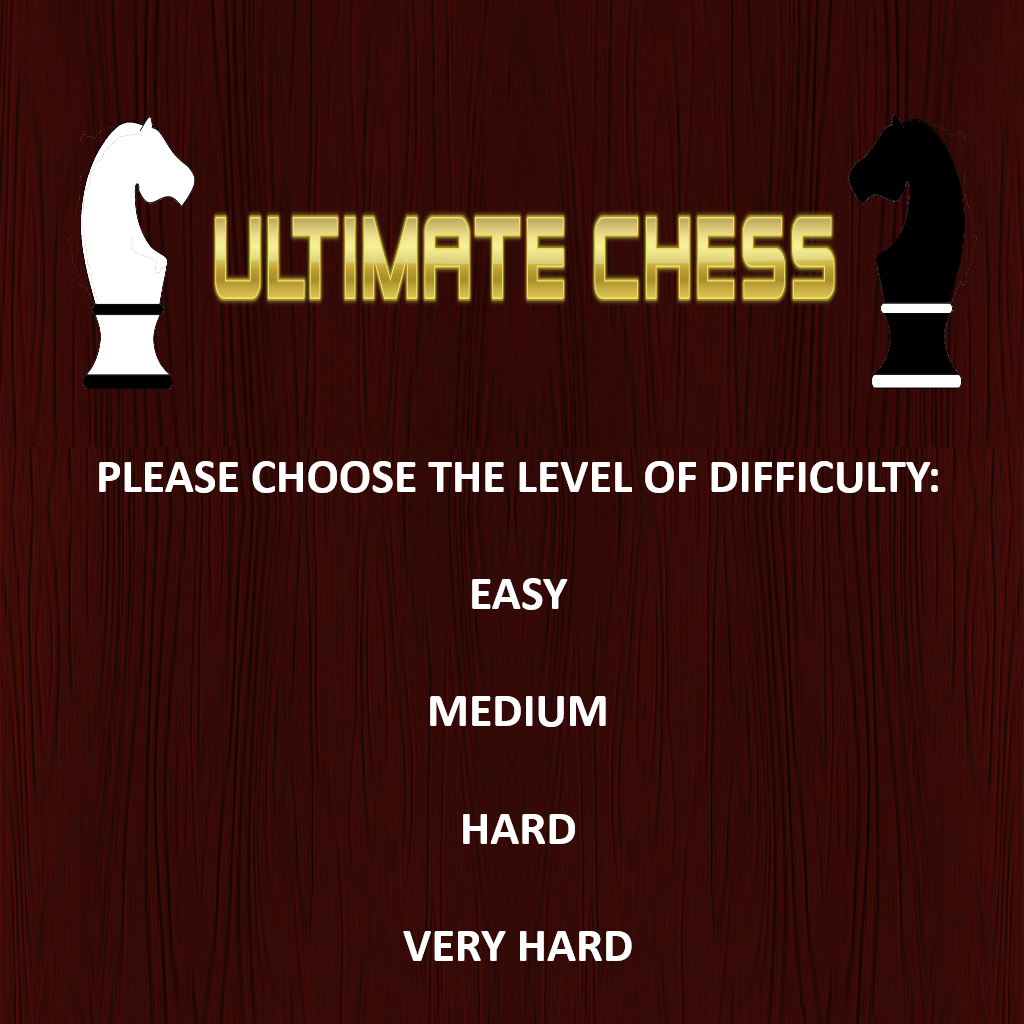 ULTIMATE CHESS
PLEASE CHOOSE THE LEVEL OF DIFFICULTY:
EASY
MEDIUM
HARD
VERY HARD